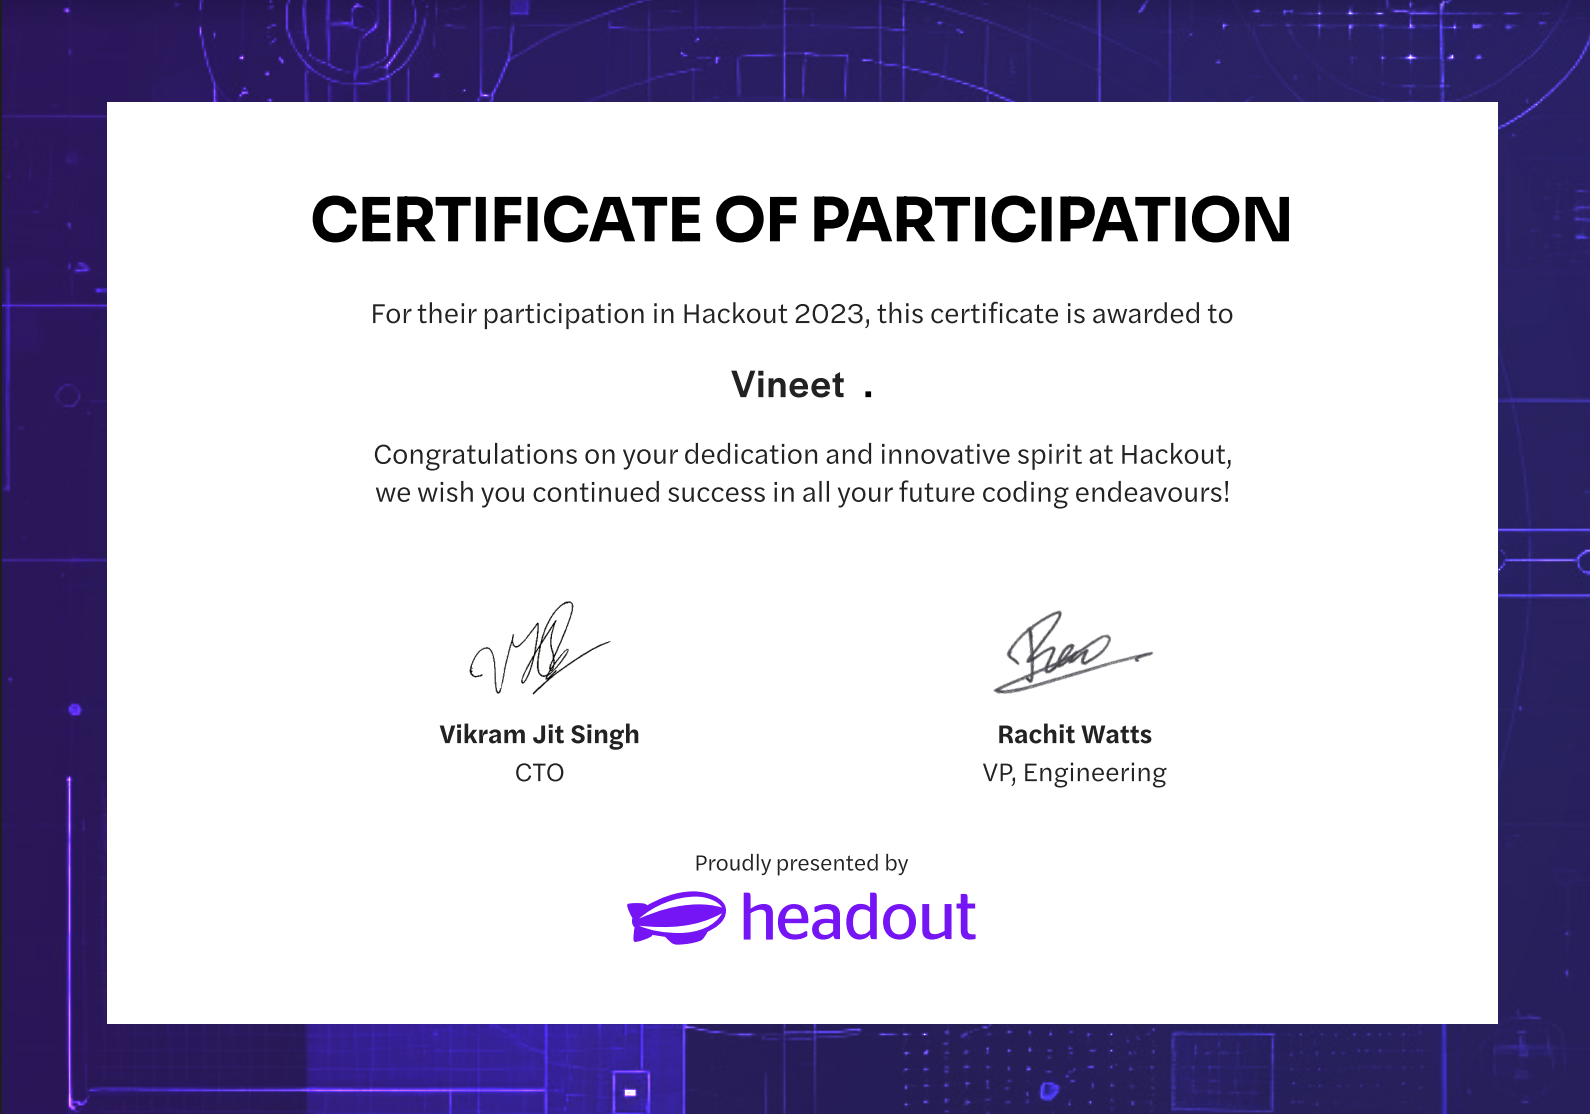 CERTIFICATE OF PARTICIPATION
For their participation in Hackout 2023, this certificate is awarded to
Vineet .
Congratulations on your dedication and innovative spirit at Hackout,
we wish you continued success in all your future coding endeavours!
Vikram Jit Singh
CTO
Rachit Watts
VP, Engineering
Proudly presented by
headout